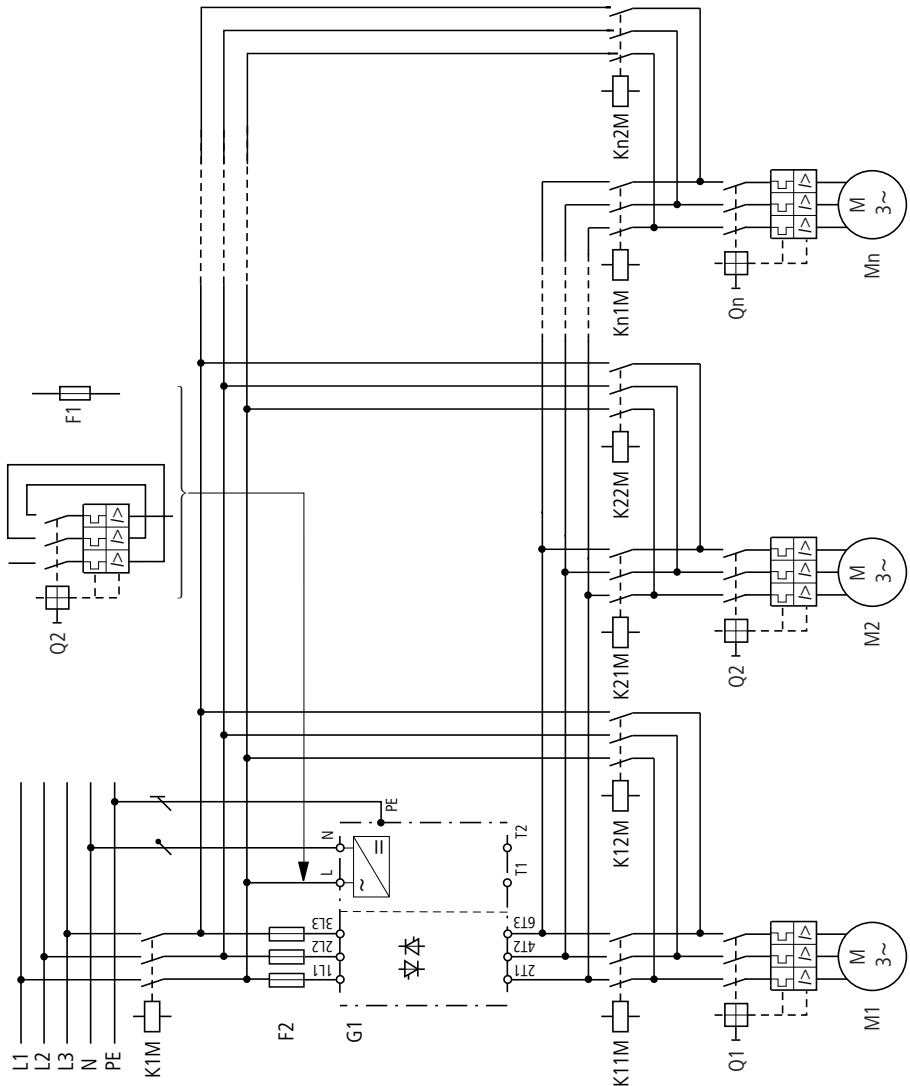 L1
L2
L3
N
PE
K1M
Q2
F1
F2
G1
1L1
2L2
3L3
L
N
PE
~
=
2T1
4T2
6T3
T1
T2
K11M
K12M
K21M
K22M
Kn1M
Kn2M
I> I> I>
Q1
I> I> I>
M
3~
M1
Q2
I> I> I>
M
3~
M2
Qn
I> I> I>
M
3~
Mn